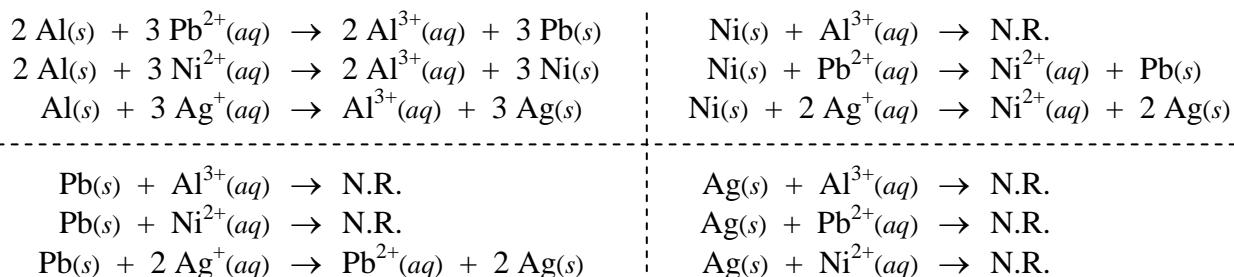 2 Al(s) + 3 Pb²⁺(aq) → 2 Al³⁺(aq) + 3 Pb(s)
2 Al(s) + 3 Ni²⁺(aq) → 2 Al³⁺(aq) + 3 Ni(s)
Al(s) + 3 Ag⁺(aq) → Al³⁺(aq) + 3 Ag(s)
Ni(s) + Al³⁺(aq) → N.R.
Ni(s) + Pb²⁺(aq) → Ni²⁺(aq) + Pb(s)
Ni(s) + 2 Ag⁺(aq) → Ni²⁺(aq) + 2 Ag(s)
Pb(s) + Al³⁺(aq) → N.R.
Pb(s) + Ni²⁺(aq) → N.R.
Pb(s) + 2 Ag⁺(aq) → Pb²⁺(aq) + 2 Ag(s)
Ag(s) + Al³⁺(aq) → N.R.
Ag(s) + Pb²⁺(aq) → N.R.
Ag(s) + Ni²⁺(aq) → N.R.